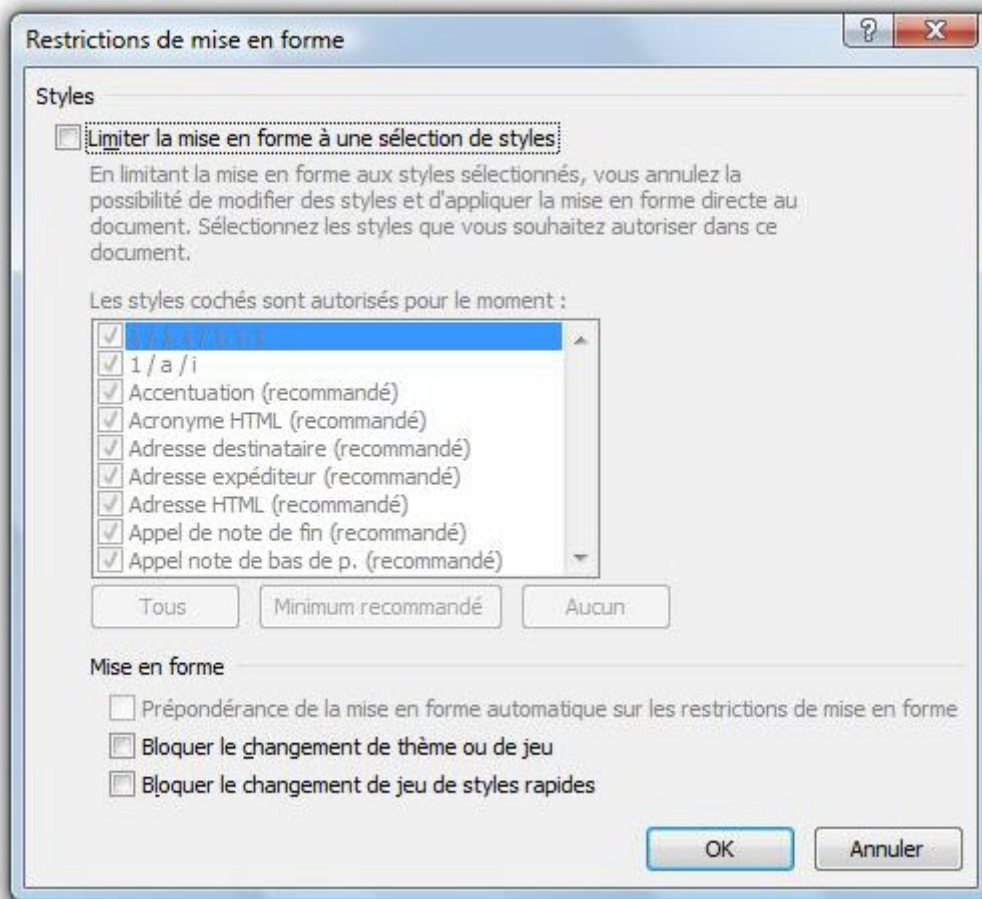 Restrictions de mise en forme
Styles
Limiter la mise en forme à une sélection de styles
En limitant la mise en forme aux styles sélectionnés, vous annulez la
possibilité de modifier des styles et d'appliquer la mise en forme directe au
document. Sélectionnez les styles que vous souhaitez autoriser dans ce
document.
Les styles cochés sont autorisés pour le moment :
1 / a / i
Accentuation (recommandé)
Acronyme HTML (recommandé)
Adresse destinataire (recommandé)
Adresse expéditeur (recommandé)
Adresse HTML (recommandé)
Appel de note de fin (recommandé)
Appel note de bas de p. (recommandé)
Tous Minimum recommandé Aucun
Mise en forme
Prépondérance de la mise en forme automatique sur les restrictions de mise en forme
Bloquer le changement de thème ou de jeu
Bloquer le changement de jeu de styles rapides
OK Annuler